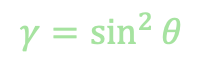 γ = sin² θ